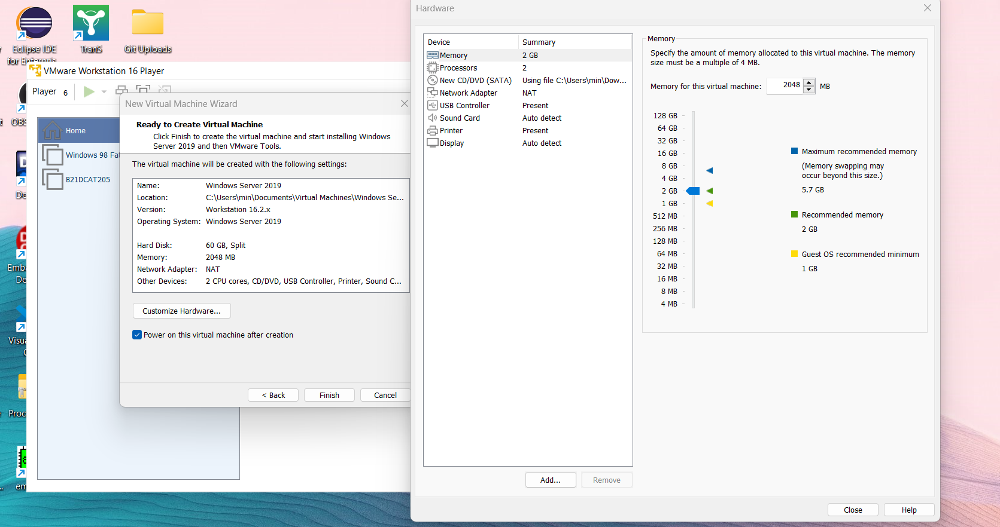 Eclipse IDE
for Enterpris
TranS
Git Uploads
OBS
De
Emba
De
Visua
C
Proc
em
VMware Workstation 16 Player
Player 6
Home
Windows 98 Fat
B21DCAT205
New Virtual Machine Wizard
Ready to Create Virtual Machine
Click Finish to create the virtual machine and start installing Windows
Server 2019 and then VMware Tools.
The virtual machine will be created with the following settings:
Name: Windows Server 2019
Location: C:\Users\min\Documents\Virtual Machines\Windows Se...
Version: Workstation 16.2.x
Operating System: Windows Server 2019
Hard Disk: 60 GB, Split
Memory: 2048 MB
Network Adapter: NAT
Other Devices: 2 CPU cores, CD/DVD, USB Controller, Printer, Sound C...
Customize Hardware...
Power on this virtual machine after creation
< Back Finish Cancel
Hardware
Device Summary
Memory 2 GB
Processors 2
New CD/DVD (SATA) Using file C:\Users\min\Dow...
Network Adapter NAT
USB Controller Present
Sound Card Auto detect
Printer Present
Display Auto detect
Add... Remove
Memory
Specify the amount of memory allocated to this virtual machine. The memory
size must be a multiple of 4 MB.
Memory for this virtual machine: 2048 MB
128 GB
64 GB
32 GB
16 GB
8 GB
4 GB
2 GB
1 GB
512 MB
256 MB
128 MB
64 MB
32 MB
16 MB
8 MB
4 MB
Maximum recommended memory
(Memory swapping may
occur beyond this size.)
5.7 GB
Recommended memory
2 GB
Guest OS recommended minimum
1 GB
Close Help